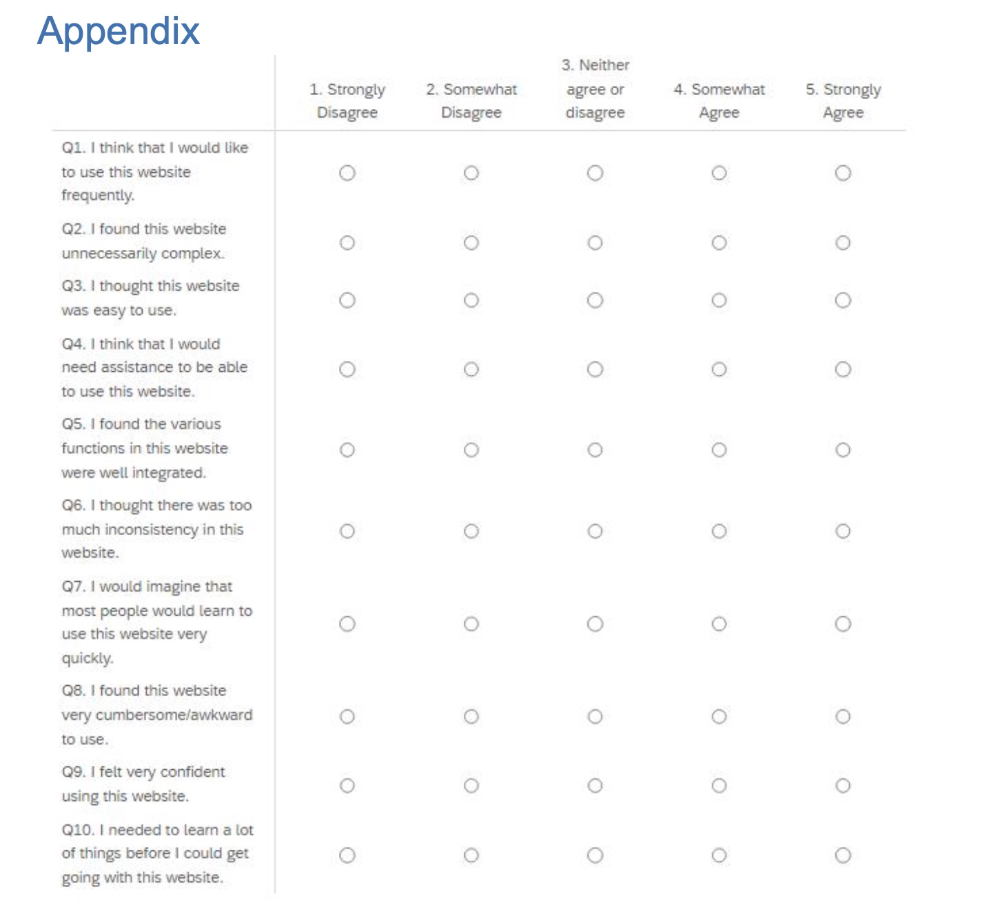 Appendix
1. Strongly
Disagree
2. Somewhat
Disagree
3. Neither
agree or
disagree
4. Somewhat
Agree
5. Strongly
Agree
Q1. I think that I would like
to use this website
frequently.
Q2. I found this website
unnecessarily complex.
Q3. I thought this website
was easy to use.
Q4. I think that I would
need assistance to be able
to use this website.
Q5. I found the various
functions in this website
were well integrated.
Q6. I thought there was too
much inconsistency in this
website.
Q7. I would imagine that
most people would learn to
use this website very
quickly.
Q8. I found this website
very cumbersome/awkward
to use.
Q9. I felt very confident
using this website.
Q10. I needed to learn a lot
of things before I could get
going with this website.